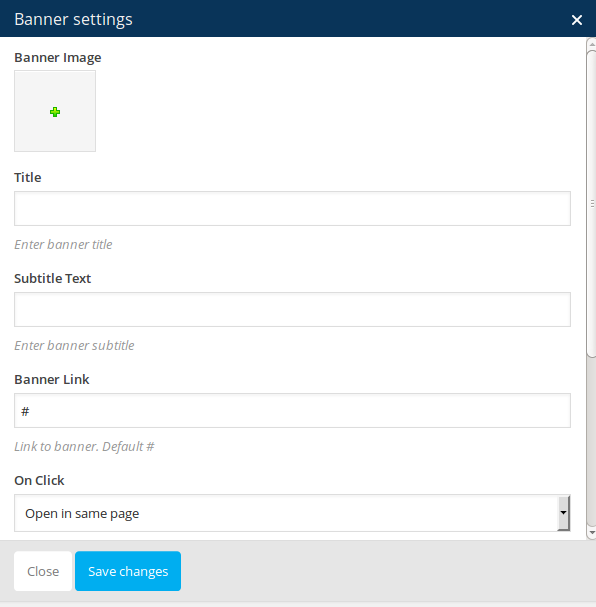 Banner settings
Banner Image
Title
Enter banner title
Subtitle Text
Enter banner subtitle
Banner Link
#
Link to banner. Default #
On Click
Open in same page
Close
Save changes